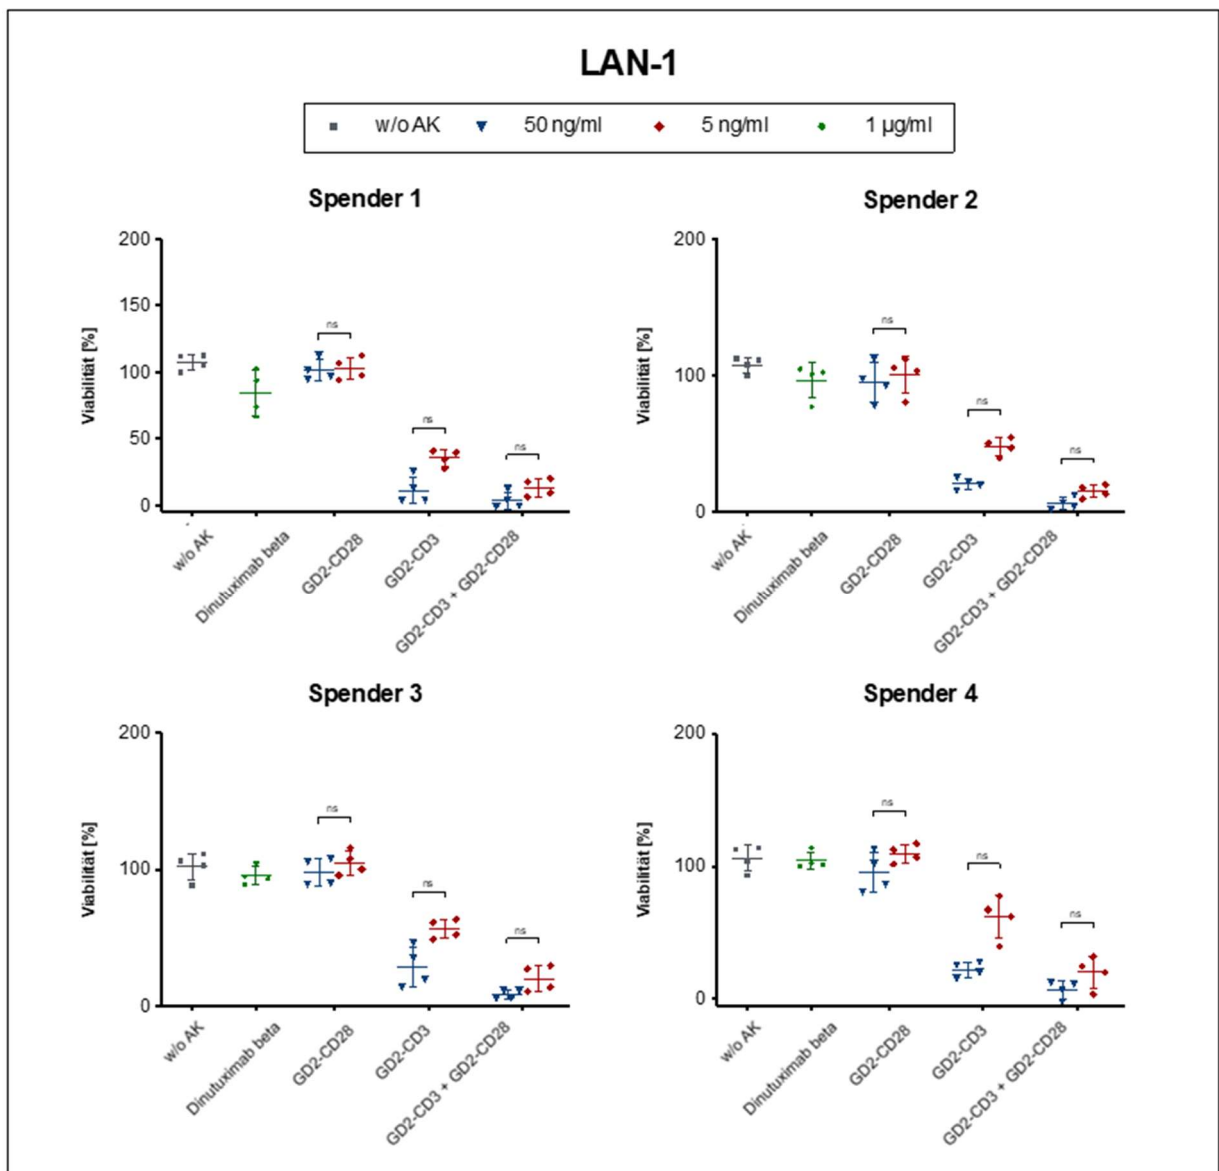 LAN-1
w/o AK 50 ng/ml 5 ng/ml 1 µg/ml
Spender 1
Viabilität [%]
200
150
100
50
0
ns
ns
ns
w/o AK
Dinutuximab beta
GD2-CD28
GD2-CD3
GD2-CD3 + GD2-CD28
Spender 2
Viabilität [%]
200
100
0
ns
ns
ns
w/o AK
Dinutuximab beta
GD2-CD28
GD2-CD3
GD2-CD3 + GD2-CD28
Spender 3
Viabilität [%]
200
100
0
ns
ns
ns
w/o AK
Dinutuximab beta
GD2-CD28
GD2-CD3
GD2-CD3 + GD2-CD28
Spender 4
Viabilität [%]
200
100
0
ns
ns
ns
w/o AK
Dinutuximab beta
GD2-CD28
GD2-CD3
GD2-CD3 + GD2-CD28